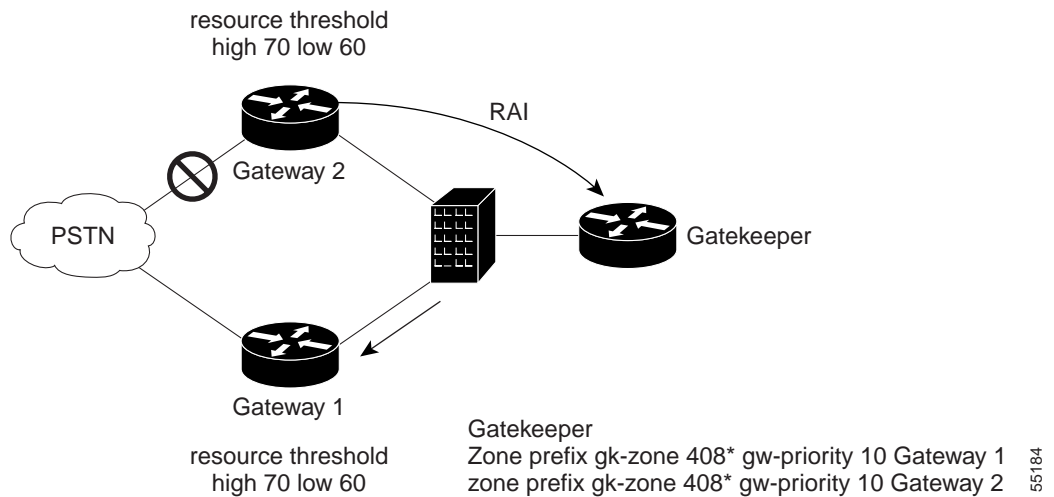 resource threshold
high 70 low 60
RAI
Gateway 2
PSTN
Gatekeeper
Gateway 1
resource threshold
high 70 low 60
Gatekeeper
Zone prefix gk-zone 408* gw-priority 10 Gateway 1
zone prefix gk-zone 408* gw-priority 10 Gateway 2
55184